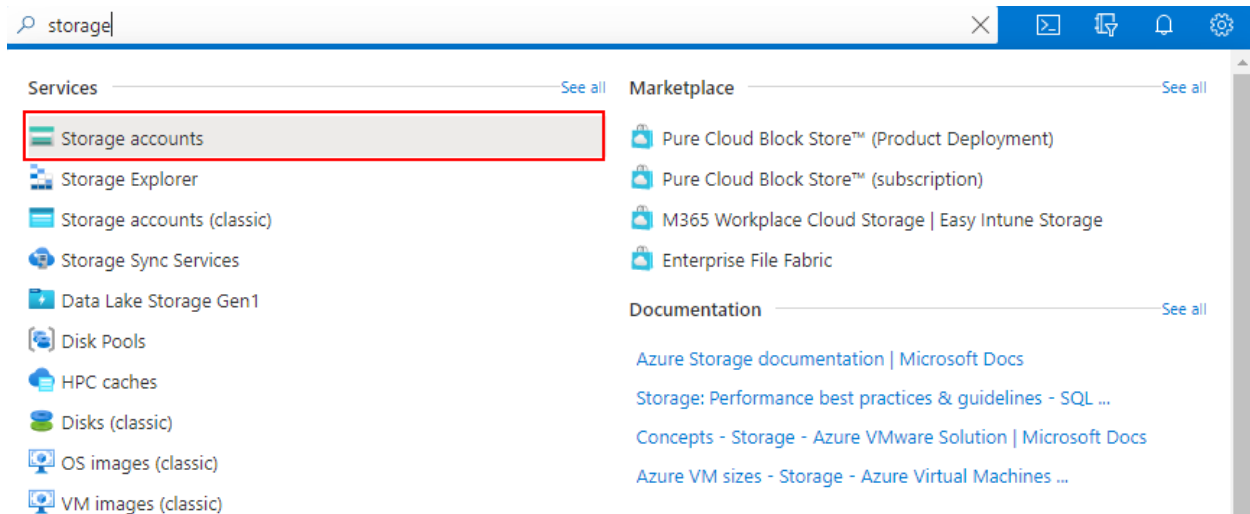 storage
Services
See all
Storage accounts
Storage Explorer
Storage accounts (classic)
Storage Sync Services
Data Lake Storage Gen1
Disk Pools
HPC caches
Disks (classic)
OS images (classic)
VM images (classic)
Marketplace
See all
Pure Cloud Block Store™ (Product Deployment)
Pure Cloud Block Store™ (subscription)
M365 Workplace Cloud Storage | Easy Intune Storage
Enterprise File Fabric
Documentation
See all
Azure Storage documentation | Microsoft Docs
Storage: Performance best practices & guidelines - SQL ...
Concepts - Storage - Azure VMware Solution | Microsoft Docs
Azure VM sizes - Storage - Azure Virtual Machines ...